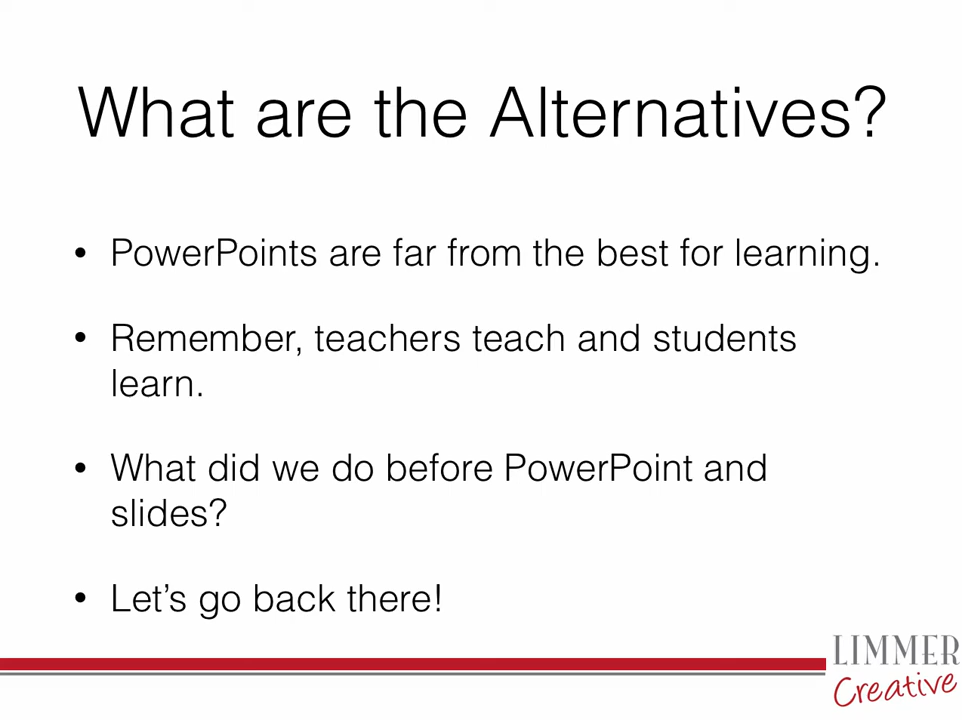 What are the Alternatives?
• PowerPoints are far from the best for learning.
• Remember, teachers teach and students
learn.
• What did we do before PowerPoint and
slides?
• Let’s go back there!
LIMMER
Creative